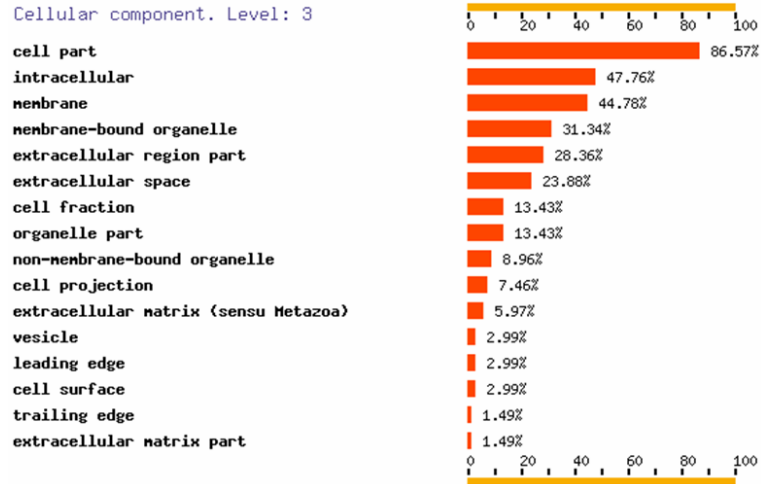 Cellular component. Level: 3
0 20 40 60 80 100
cell part 86.57%
intracellular 47.76%
membrane 44.78%
membrane-bound organelle 31.34%
extracellular region part 28.36%
extracellular space 23.88%
cell fraction 13.43%
organelle part 13.43%
non-membrane-bound organelle 8.96%
cell projection 7.46%
extracellular matrix (sensu Metazoa) 5.97%
vesicle 2.99%
leading edge 2.99%
cell surface 2.99%
trailing edge 1.49%
extracellular matrix part 1.49%
0 20 40 60 80 100